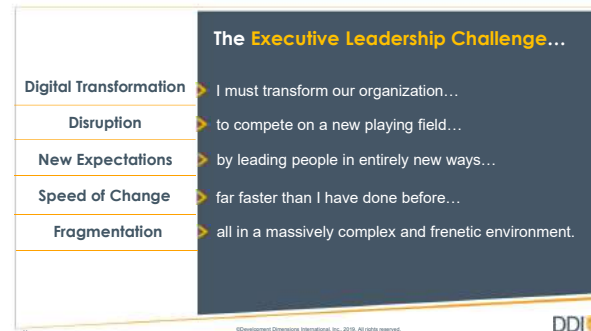 The Executive Leadership Challenge…
Digital Transformation
I must transform our organization…
Disruption
to compete on a new playing field…
New Expectations
by leading people in entirely new ways…
Speed of Change
far faster than I have done before…
Fragmentation
all in a massively complex and frenetic environment.
©Development Dimensions International, Inc., 2019. All rights reserved.
DDI